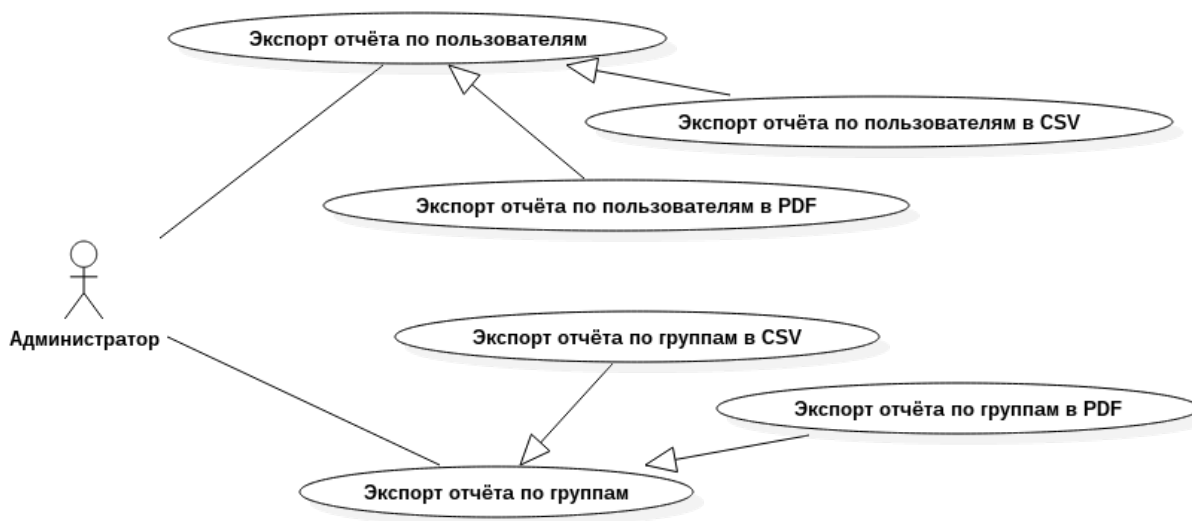 Экспорт отчёта по пользователям
Экспорт отчёта по пользователям в CSV
Экспорт отчёта по пользователям в PDF
Администратор
Экспорт отчёта по группам в CSV
Экспорт отчёта по группам в PDF
Экспорт отчёта по группам